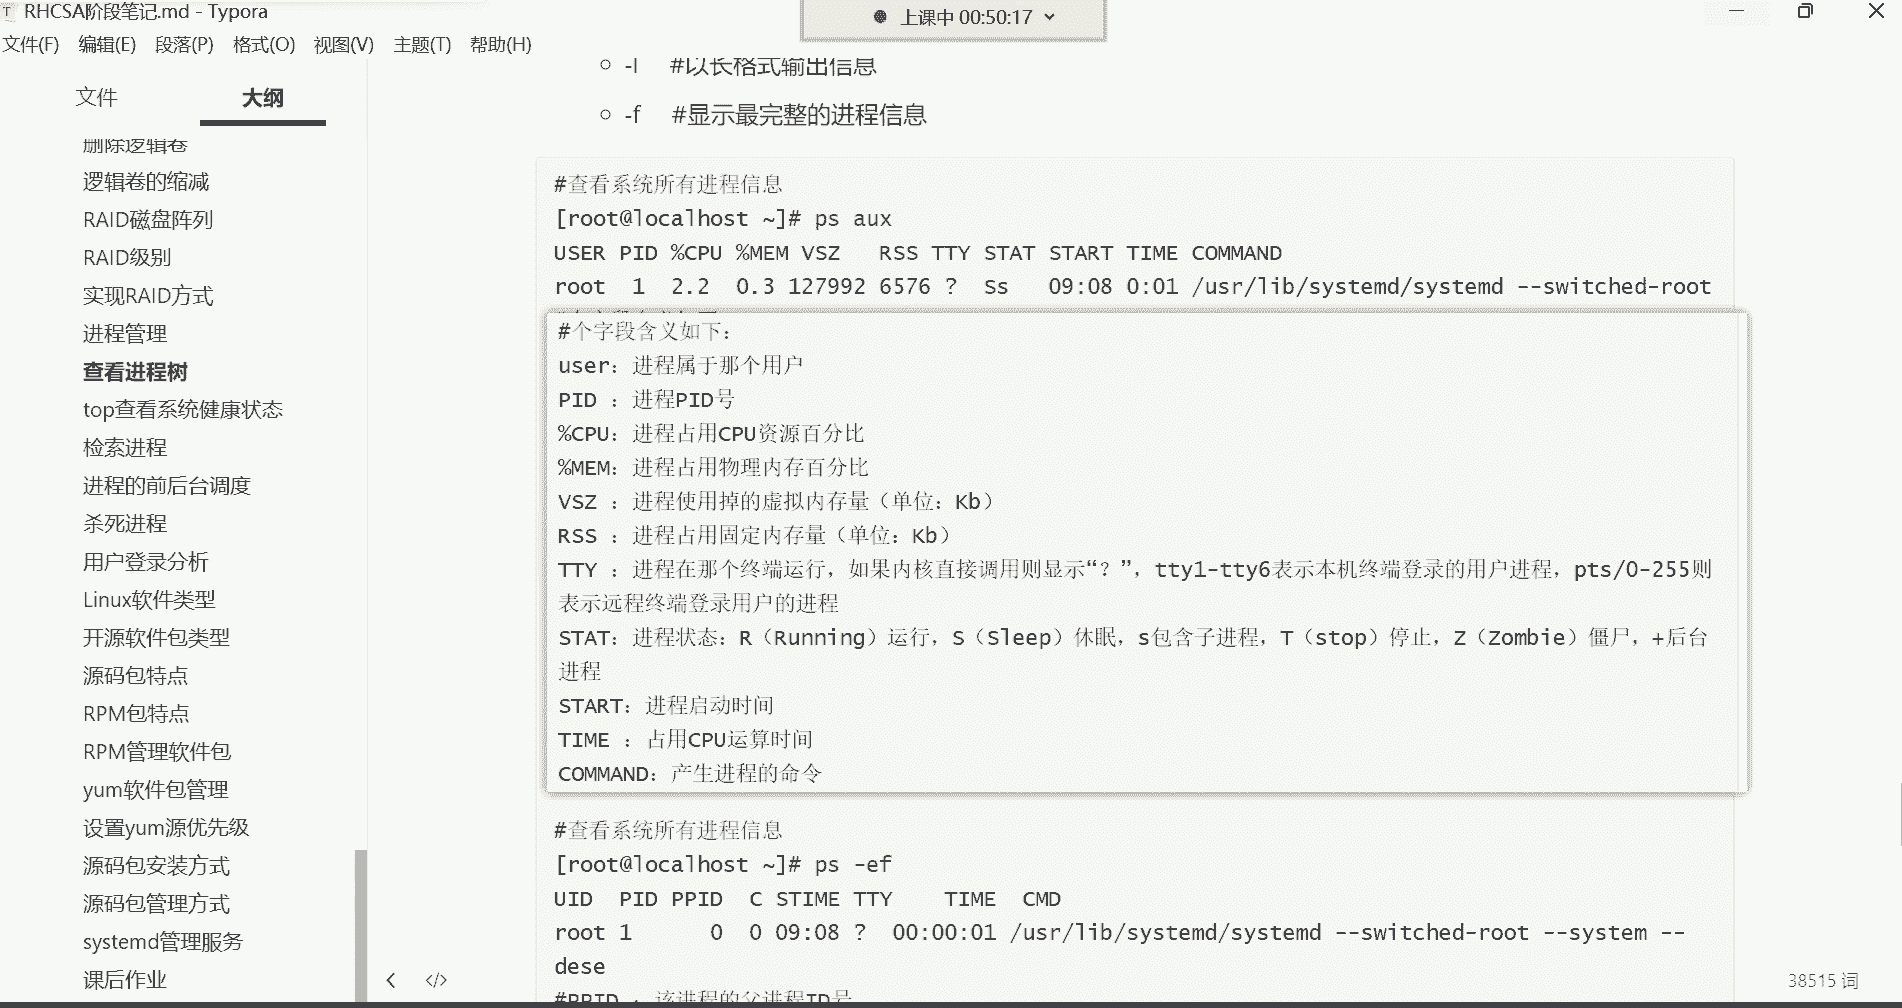 RHCSA阶段笔记.md - Typora
上课中 00:50:17
文件(F) 编辑(E) 段落(P) 格式(O) 视图(V) 主题(T) 帮助(H)
文件 大纲
删除逻辑卷
逻辑卷的缩减
RAID磁盘阵列
RAID级别
实现RAID方式
进程管理
查看进程树
top查看系统健康状态
检索进程
进程的前后台调度
杀死进程
用户登录分析
Linux软件类型
开源软件包类型
源码包特点
RPM包特点
RPM管理软件包
yum软件包管理
设置yum源优先级
源码包安装方式
源码包管理方式
systemd管理服务
课后作业
-l #以长格式输出信息
-f #显示最完整的进程信息
#查看系统所有进程信息
[root@localhost ~]# ps aux
USER PID %CPU %MEM VSZ RSS TTY STAT START TIME COMMAND
root 1 2.2 0.3 127992 6576 ? Ss 09:08 0:01 /usr/lib/systemd/systemd --switched-root
#个字段含义如下：
user：进程属于那个用户
PID ：进程PID号
%CPU：进程占用CPU资源百分比
%MEM：进程占用物理内存百分比
VSZ ：进程使用掉的虚拟内存量（单位：Kb）
RSS ：进程占用固定内存量（单位：Kb）
TTY ：进程在那个终端运行，如果内核直接调用则显示“？”，tty1-tty6表示本机终端登录的用户进程，pts/0-255则
表示远程终端登录用户的进程
STAT：进程状态：R（Running）运行，S（Sleep）休眠，s包含子进程，T（stop）停止，Z（Zombie）僵尸，+后台
进程
START：进程启动时间
TIME ：占用CPU运算时间
COMMAND：产生进程的命令
#查看系统所有进程信息
[root@localhost ~]# ps -ef
UID PID PPID C STIME TTY TIME CMD
root 1 0 0 09:08 ? 00:00:01 /usr/lib/systemd/systemd --switched-root --system --
dese
#PPID ：该进程的父进程ID号
38515 词